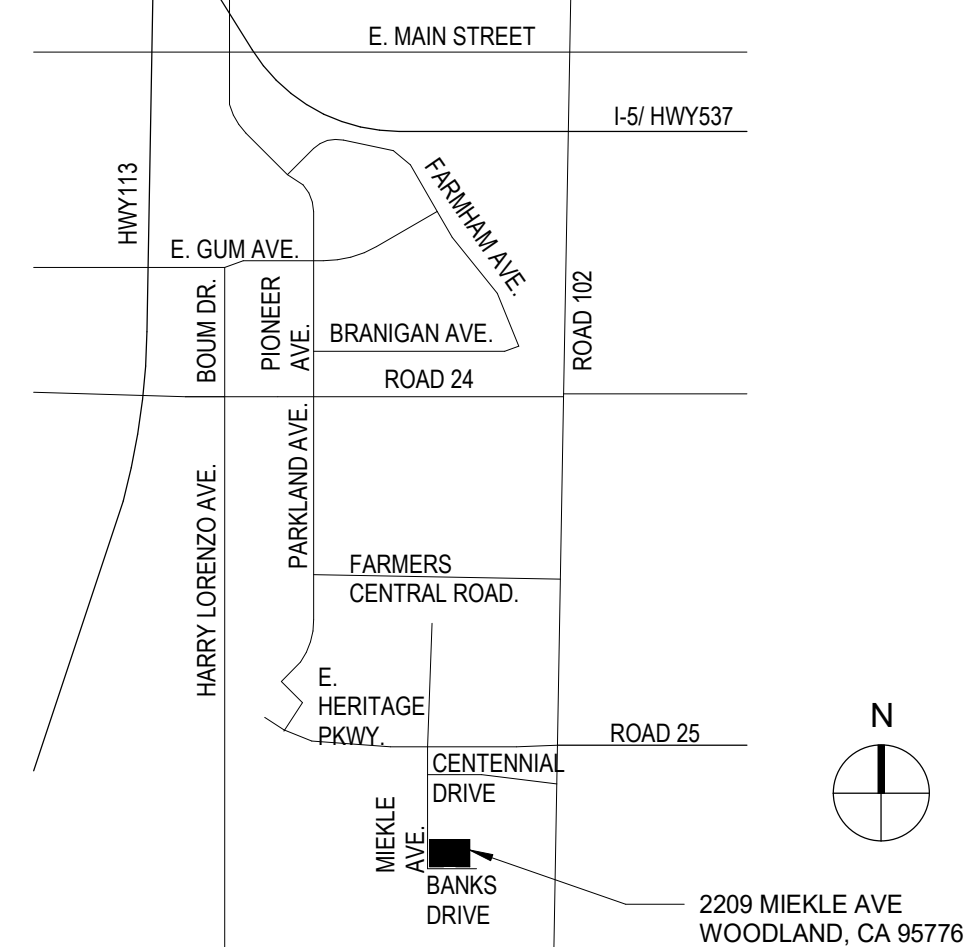 E. MAIN STREET
I-5/ HWY537
HWY113
FARMHAM AVE.
E. GUM AVE.
BOUM DR.
PIONEER
AVE.
ROAD 102
BRANIGAN AVE.
ROAD 24
HARRY LORENZO AVE.
PARKLAND AVE.
FARMERS
CENTRAL ROAD.
E.
HERITAGE
PKWY.
ROAD 25
N
CENTENNIAL
DRIVE
MIEKLE
AVE.
BANKS
DRIVE
2209 MIEKLE AVE
WOODLAND, CA 95776